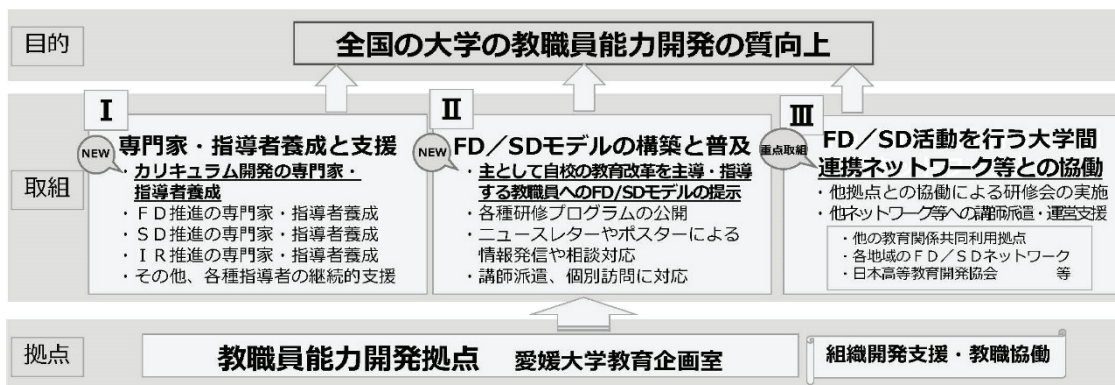 目的
全国の大学の教職員能力開発の質向上
取組
Ⅰ
NEW
専門家・指導者養成と支援
・カリキュラム開発の専門家・
指導者養成
・ＦＤ推進の専門家・指導者養成
・ＳＤ推進の専門家・指導者養成
・ＩＲ推進の専門家・指導者養成
・その他、各種指導者の継続的支援
Ⅱ
NEW
FD／SDモデルの構築と普及
・主として自校の教育改革を主導・指導
する教職員へのFD/SDモデルの提示
・各種研修プログラムの公開
・ニュースレターやポスターによる
情報発信や相談対応
・講師派遣、個別訪問に対応
Ⅲ
重点取組
FD／SD活動を行う大学間
連携ネットワーク等との協働
・他拠点との協働による研修会の実施
・他ネットワーク等への講師派遣・運営支援
・他の教育関係共同利用拠点
・各地域のＦＤ／ＳＤネットワーク
・日本高等教育開発協会　　　等
拠点
教職員能力開発拠点　愛媛大学教育企画室
組織開発支援・教職協働